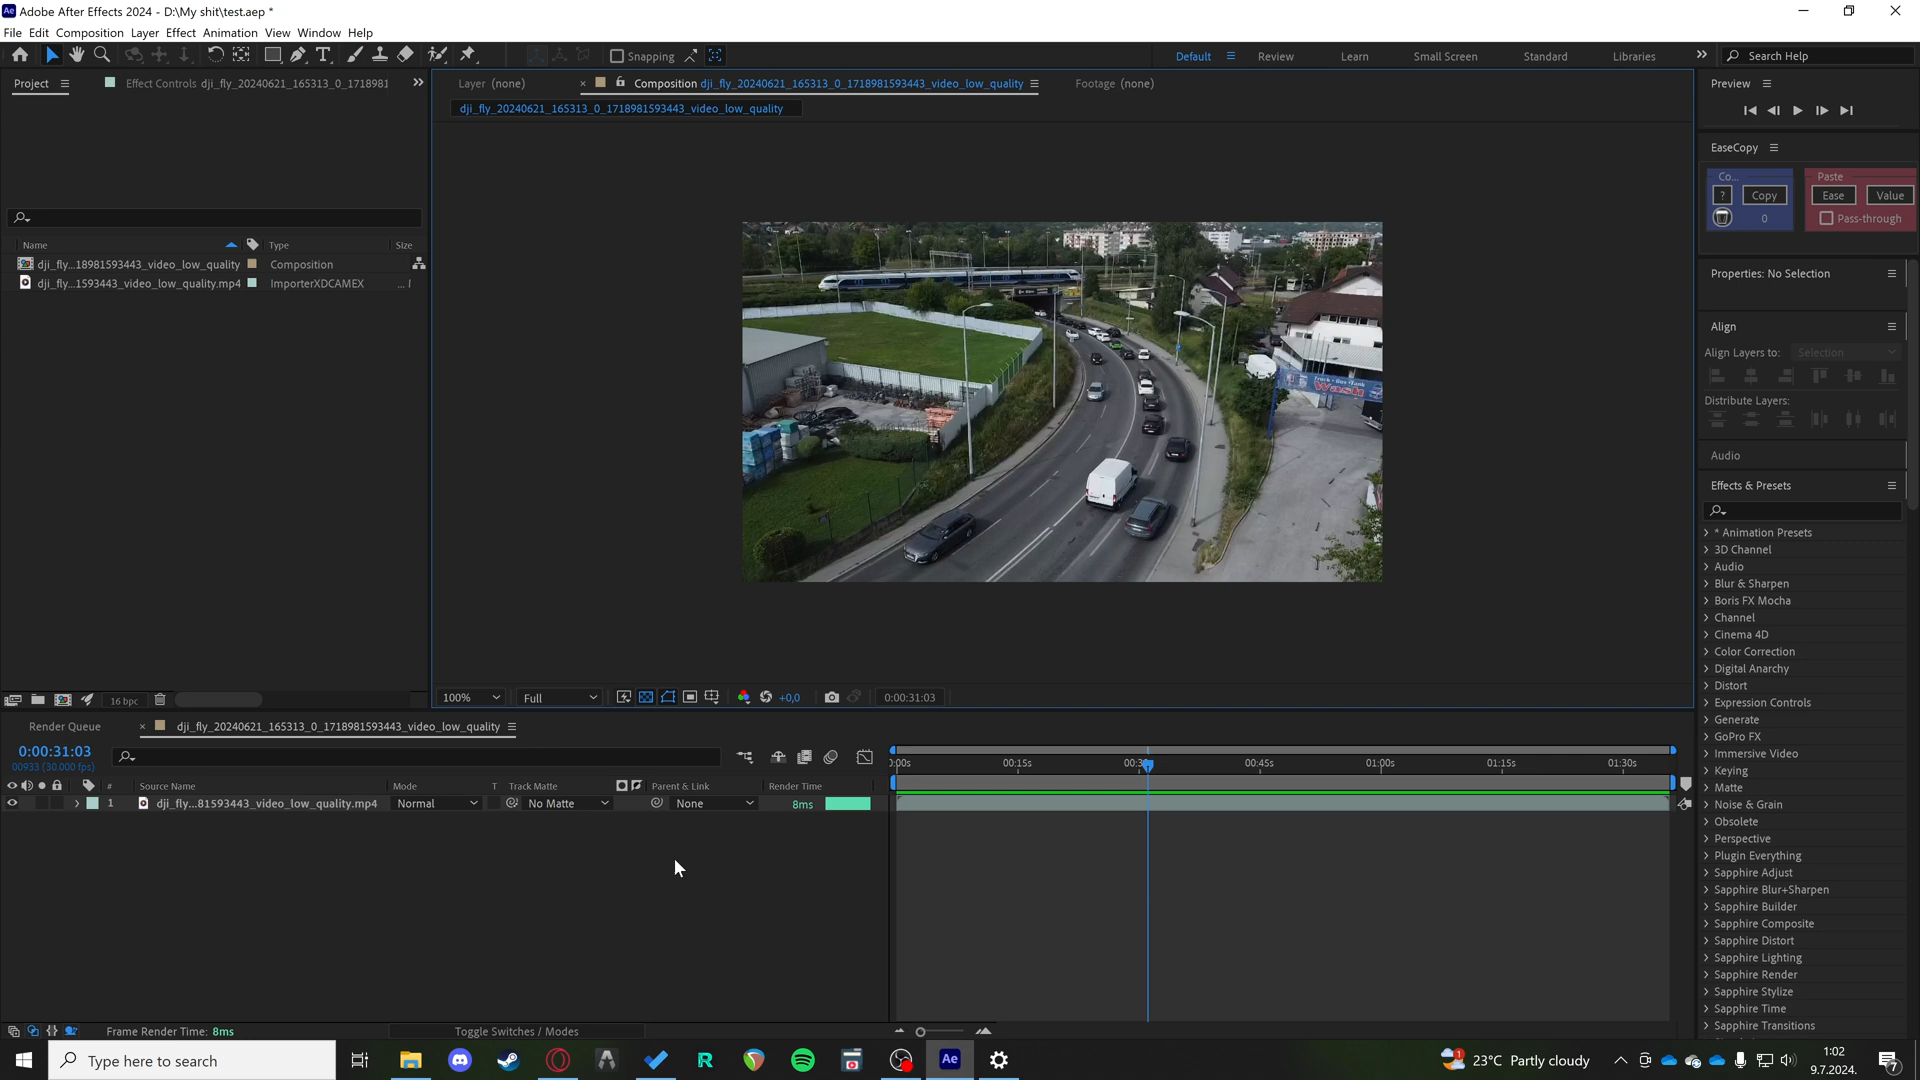 Ae Adobe After Effects 2024 - D:\My shit\test.aep *
File Edit Composition Layer Effect Animation View Window Help
Snapping
Default Review Learn Small Screen Standard Libraries Search Help
Project Effect Controls dji_fly_20240621_165313_0_1718981
Layer (none) Composition dji_fly_20240621_165313_0_1718981593443_video_low_quality Footage (none)
dji_fly_20240621_165313_0_1718981593443_video_low_quality
Name Type Size
dji_fly...18981593443_video_low_quality Composition
dji_fly...1593443_video_low_quality.mp4 ImporterXDCAMEX ...
Wash
16 bpc
100% Full +0,0 0:00:31:03
Preview
EaseCopy
Co... Paste
? Copy Ease Value
0 Pass-through
Properties: No Selection
Align
Align Layers to: Selection
Distribute Layers:
Audio
Effects & Presets
* Animation Presets
3D Channel
Audio
Blur & Sharpen
Boris FX Mocha
Channel
Cinema 4D
Color Correction
Digital Anarchy
Distort
Expression Controls
Generate
GoPro FX
Immersive Video
Keying
Matte
Noise & Grain
Obsolete
Perspective
Plugin Everything
Sapphire Adjust
Sapphire Blur+Sharpen
Sapphire Builder
Sapphire Composite
Sapphire Distort
Sapphire Lighting
Sapphire Render
Sapphire Stylize
Sapphire Time
Sapphire Transitions
Render Queue dji_fly_20240621_165313_0_1718981593443_video_low_quality
0:00:31:03
00933 (30.000 fps)
# Source Name Mode T Track Matte Parent & Link Render Time
1 dji_fly...81593443_video_low_quality.mp4 Normal No Matte None 8ms
00:15s 00:45s 01:00s 01:15s 01:30s
Frame Render Time: 8ms Toggle Switches / Modes
Type here to search
R
Ae
1
23°C Partly cloudy
1:02
9.7.2024.
7